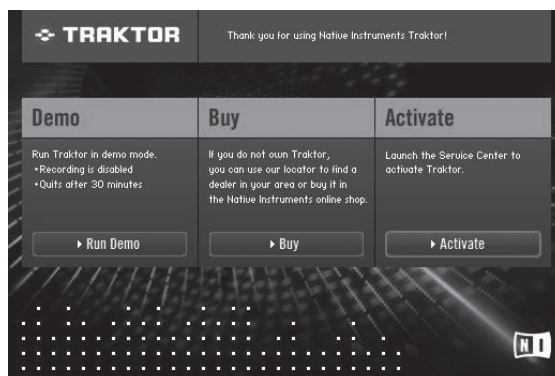 TRAKTOR
Thank you for using Native Instruments Traktor!
Demo
Run Traktor in demo mode.
•Recording is disabled
•Quits after 30 minutes
▸ Run Demo
Buy
If you do not own Traktor,
you can use our locator to find a
dealer in your area or buy it in
the Native Instruments online shop.
▸ Buy
Activate
Launch the Service Center to
activate Traktor.
▸ Activate
NI